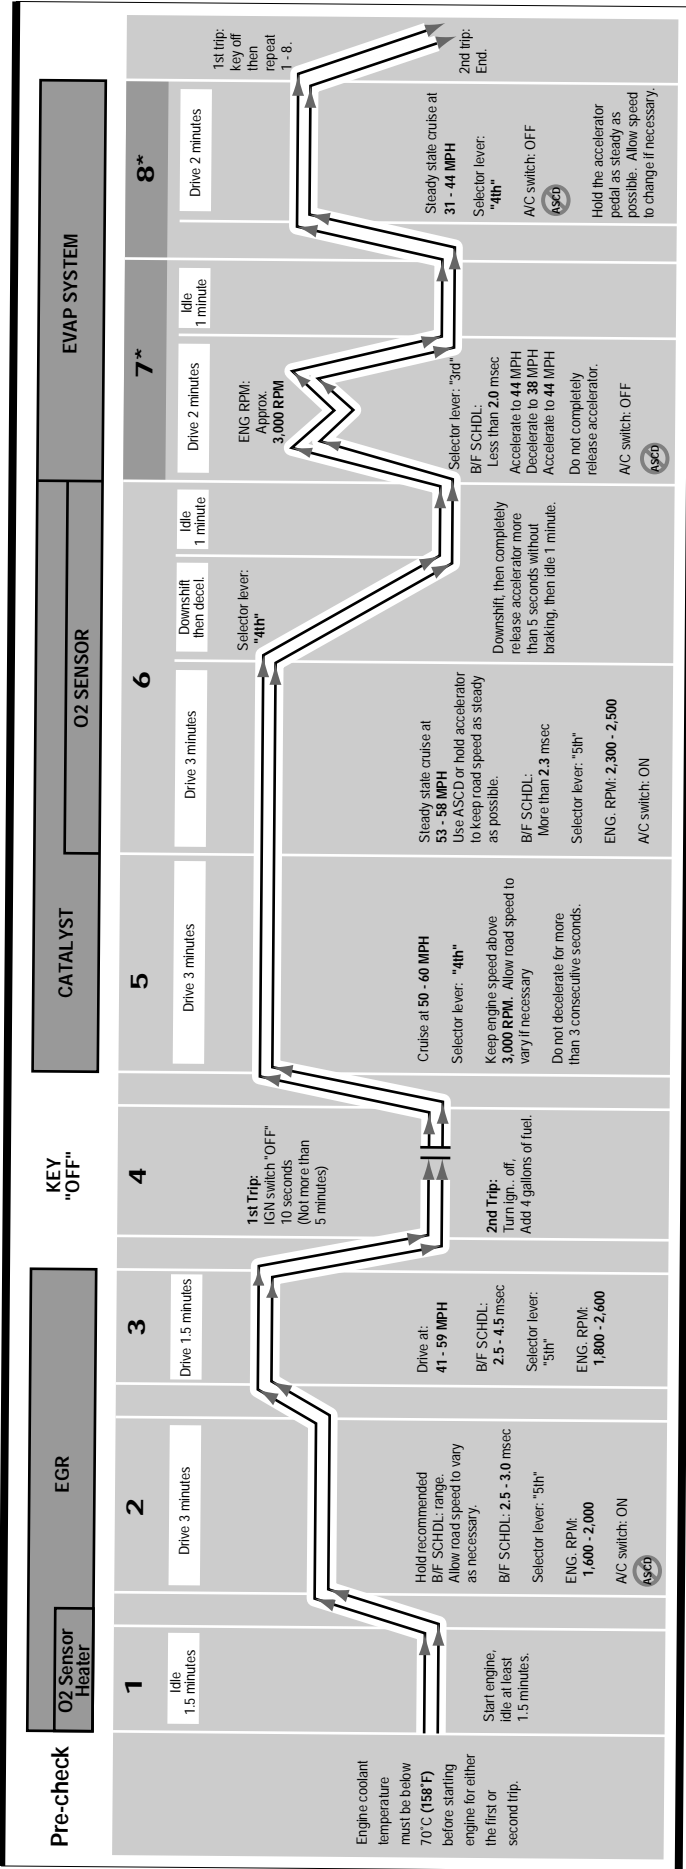 Pre-check
O2 Sensor
Heater
EGR
KEY
"OFF"
CATALYST
O2 SENSOR
EVAP SYSTEM
Engine coolant
temperature
must be below
70°C (158°F)
before starting
engine for either
the first or
second trip.
1
Idle
1.5 minutes
Start engine,
idle at least
1.5 minutes.
2
Drive 3 minutes
Hold recommended
B/F SCHDL: range.
Allow road speed to vary
as necessary.
B/F SCHDL: 2.5 - 3.0 msec
Selector lever: "5th"
ENG. RPM:
1,600 - 2,000
A/C switch: ON
ASCD
3
Drive 1.5 minutes
Drive at:
41 - 59 MPH
B/F SCHDL:
2.5 - 4.5 msec
Selector lever:
"5th"
ENG. RPM:
1,800 - 2,600
4
1st Trip:
IGN switch "OFF"
10 seconds
(Not more than
5 minutes)
2nd Trip:
Turn ign.. off,
Add 4 gallons of fuel.
5
Drive 3 minutes
Cruise at 50 - 60 MPH
Selector lever: "4th"
Keep engine speed above
3,000 RPM. Allow road speed to
vary if necessary
Do not decelerate for more
than 3 consecutive seconds.
6
Drive 3 minutes
Steady state cruise at
53 - 58 MPH
Use ASCD or hold accelerator
to keep road speed as steady
as possible.
B/F SCHDL:
More than 2.3 msec
Selector lever: "5th"
ENG. RPM: 2,300 - 2,500
A/C switch: ON
Downshift
then decel.
Selector lever:
"4th"
Idle
1 minute
Downshift, then completely
release accelerator more
than 5 seconds without
braking, then idle 1 minute.
7*
Drive 2 minutes
ENG RPM:
Approx.
3,000 RPM
Selector lever: "3rd"
B/F SCHDL:
Less than 2.0 msec
Accelerate to 44 MPH
Decelerate to 38 MPH
Accelerate to 44 MPH
Do not completely
release accelerator.
A/C switch: OFF
ASCD
Idle
1 minute
8*
Drive 2 minutes
Steady state cruise at
31 - 44 MPH
Selector lever:
"4th"
A/C switch: OFF
ASCD
Hold the accelerator
pedal as steady as
possible. Allow speed
to change if necessary.
1st trip:
key off
then
repeat
1 - 8.
2nd trip:
End.